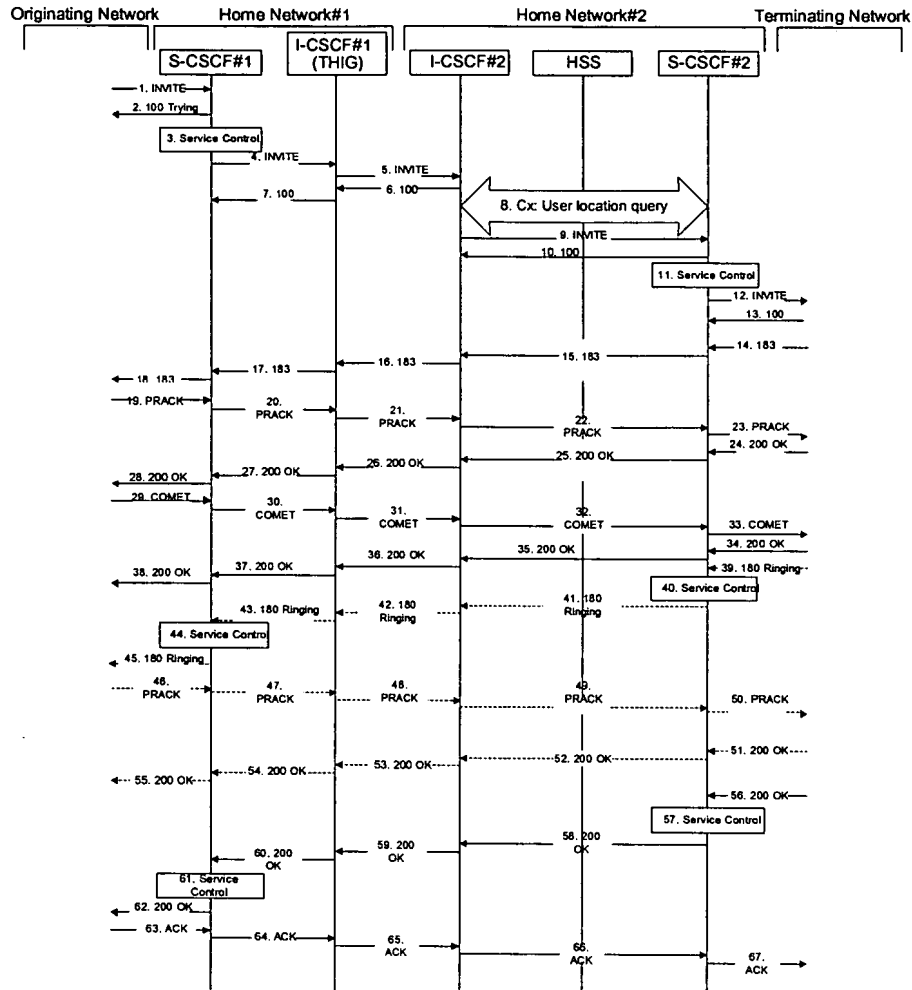 Originating Network
Home Network#1
Home Network#2
Terminating Network
S-CSCF#1
I-CSCF#1
(THIG)
I-CSCF#2
HSS
S-CSCF#2
1. INVITE
2. 100 Trying
3. Service Control
4. INVITE
5. INVITE
6. 100
7. 100
8. Cx: User location query
9. INVITE
10. 100
11. Service Control
12. INVITE
13. 100
14. 183
15. 183
16. 183
17. 183
18. 183
19. PRACK
20.
PRACK
21.
PRACK
22.
PRACK
23. PRACK
24. 200 OK
25. 200 OK
26. 200 OK
27. 200 OK
28. 200 OK
29. COMET
30.
COMET
31.
COMET
32.
COMET
33. COMET
34. 200 OK
35. 200 OK
36. 200 OK
37. 200 OK
38. 200 OK
39. 180 Ringing
40. Service Control
41. 180
Ringing
42. 180
Ringing
43. 180 Ringing
44. Service Control
45. 180 Ringing
46.
PRACK
47.
PRACK
48.
PRACK
49.
PRACK
50. PRACK
51. 200 OK
52. 200 OK
53. 200 OK
54. 200 OK
55. 200 OK
56. 200 OK
57. Service Control
58. 200
OK
59. 200
OK
60. 200
OK
61. Service
Control
62. 200 OK
63. ACK
64. ACK
65.
ACK
66.
ACK
67.
ACK